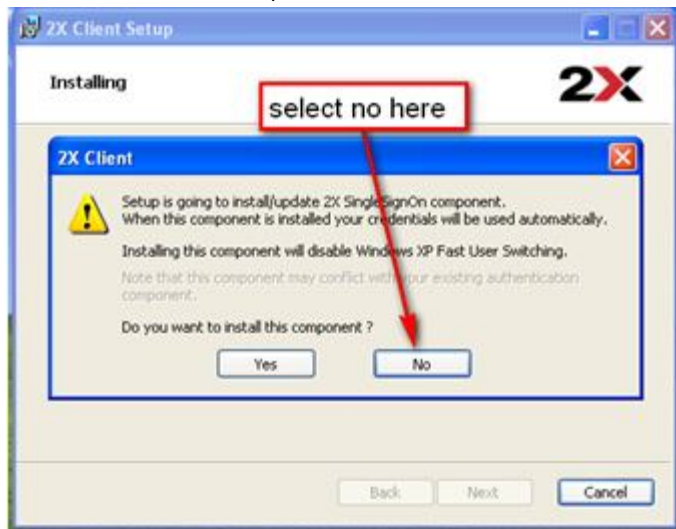 2X Client Setup
Installing
2X
select no here
2X Client
Setup is going to install/update 2X SingleSignOn component.
When this component is installed your credentials will be used automatically.
Installing this component will disable Windows XP Fast User Switching.
Note that this component may conflict with your existing authentication
component.
Do you want to install this component ?
Yes
No
Back
Next
Cancel